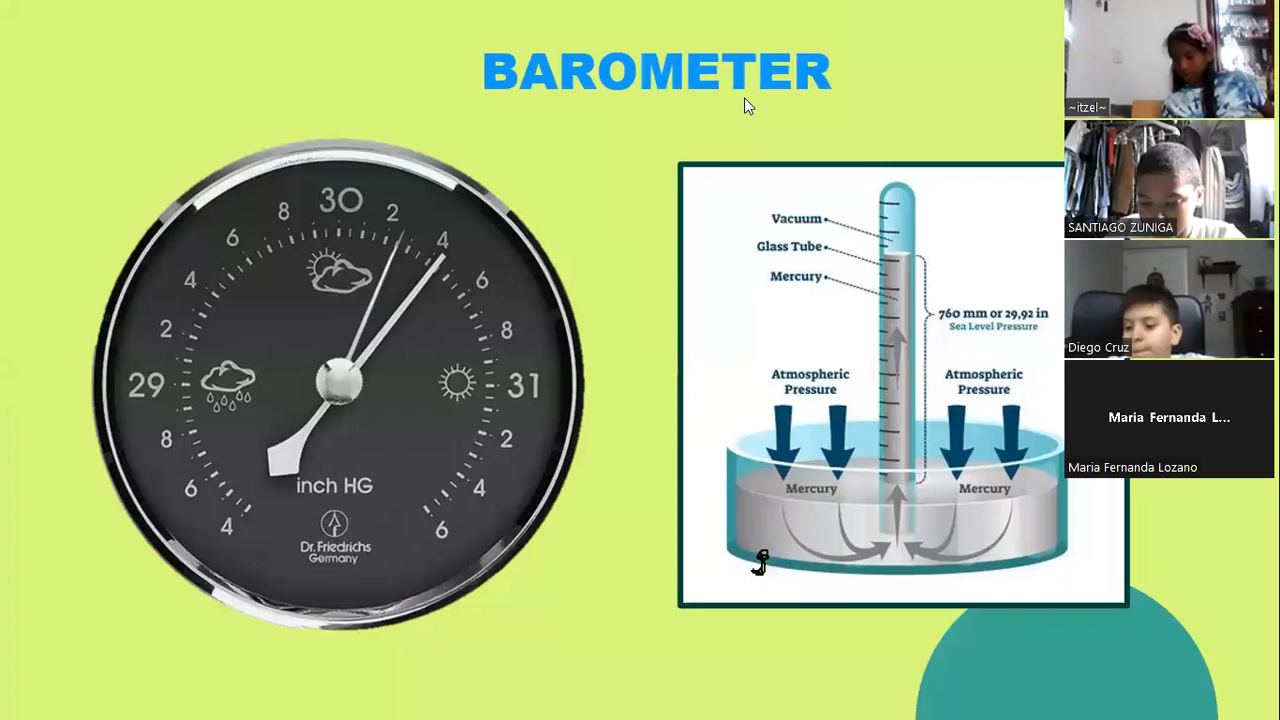 BAROMETER
30
8
2
6
4
4
6
2
8
29
31
8
2
6
4
4
6
inch HG
Dr. Friedrichs
Germany
Vacuum
Glass Tube
Mercury
760 mm or 29,92 in
Sea Level Pressure
Atmospheric
Pressure
Atmospheric
Pressure
Mercury
Mercury
~itzel~
SANTIAGO ZUNIGA
Diego Cruz
Maria Fernanda L...
Maria Fernanda Lozano